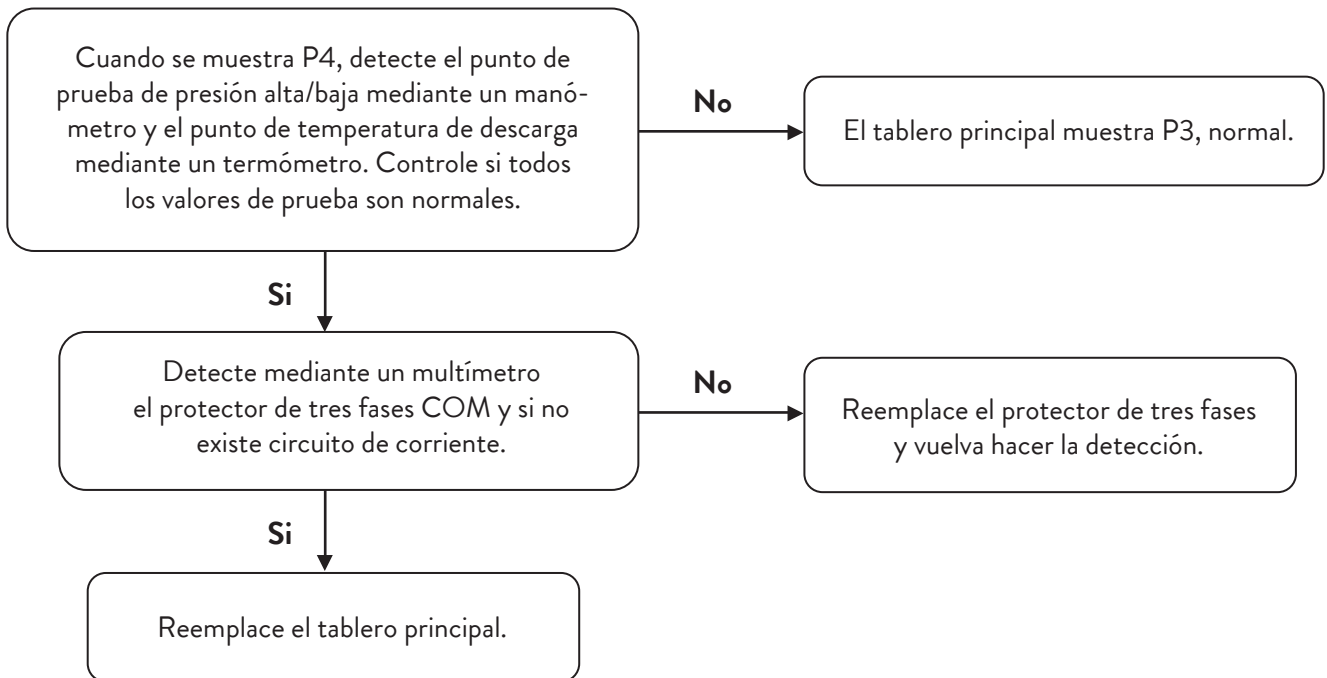 Cuando se muestra P4, detecte el punto de
prueba de presión alta/baja mediante un manó-
metro y el punto de temperatura de descarga
mediante un termómetro. Controle si todos
los valores de prueba son normales.
No
El tablero principal muestra P3, normal.
Si
Detecte mediante un multímetro
el protector de tres fases COM y si no
existe circuito de corriente.
No
Reemplace el protector de tres fases
y vuelva hacer la detección.
Si
Reemplace el tablero principal.